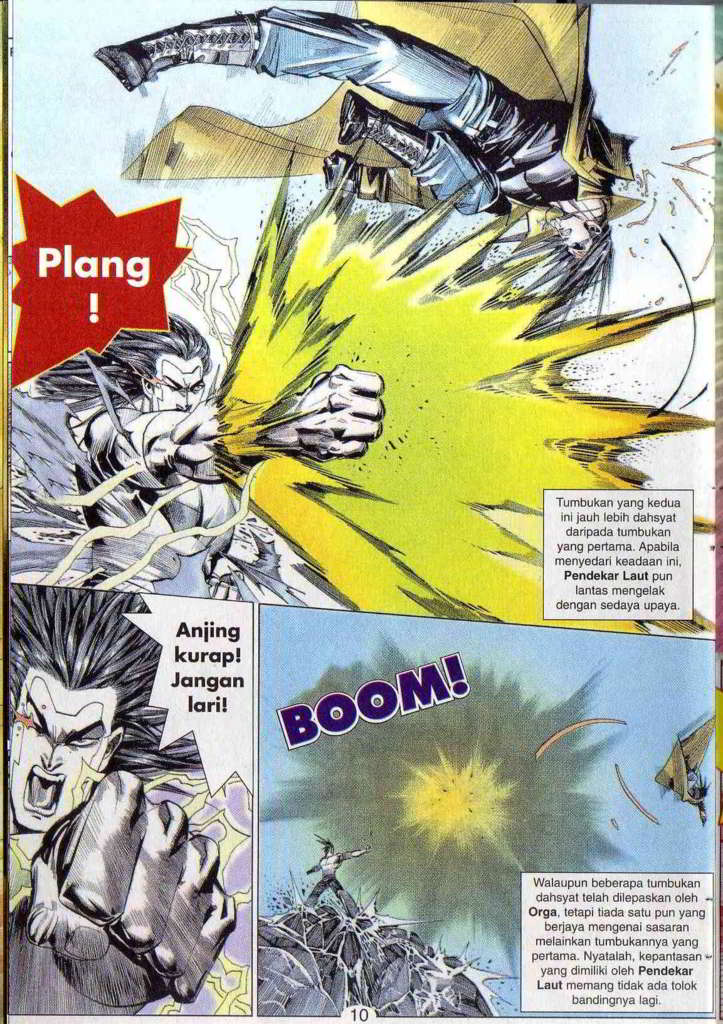 Plang
!
Tumbukan yang kedua
ini jauh lebih dahsyat
daripada tumbukan
yang pertama. Apabila
menyedari keadaan ini,
Pendekar Laut pun
lantas mengelak
dengan sedaya upaya.
Anjing
kurap!
Jangan
lari!
BOOM!
Walaupun beberapa tumbukan
dahsyat telah dilepaskan oleh
Orga, tetapi tiada satu pun yang
berjaya mengenai sasaran
melainkan tumbukannya yang
pertama. Nyatalah, kepantasan
yang dimiliki oleh Pendekar
Laut memang tidak ada tolok
bandingnya lagi.
10